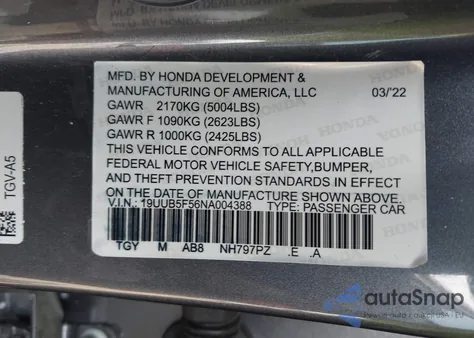 MFD. BY HONDA DEVELOPMENT &
MANUFACTURING OF AMERICA, LLC 03/'22
GAWR 2170KG (5004LBS)
GAWR F 1090KG (2623LBS)
GAWR R 1000KG (2425LBS)
THIS VEHICLE CONFORMS TO ALL APPLICABLE
FEDERAL MOTOR VEHICLE SAFETY, BUMPER,
AND THEFT PREVENTION STANDARDS IN EFFECT
ON THE DATE OF MANUFACTURE SHOWN ABOVE.
V.I.N.: 19UUB5F56NA004388 TYPE: PASSENGER CAR
TGY M AB8 NH797PZ .E .A
TGV-A5
HONDA
autoSnap